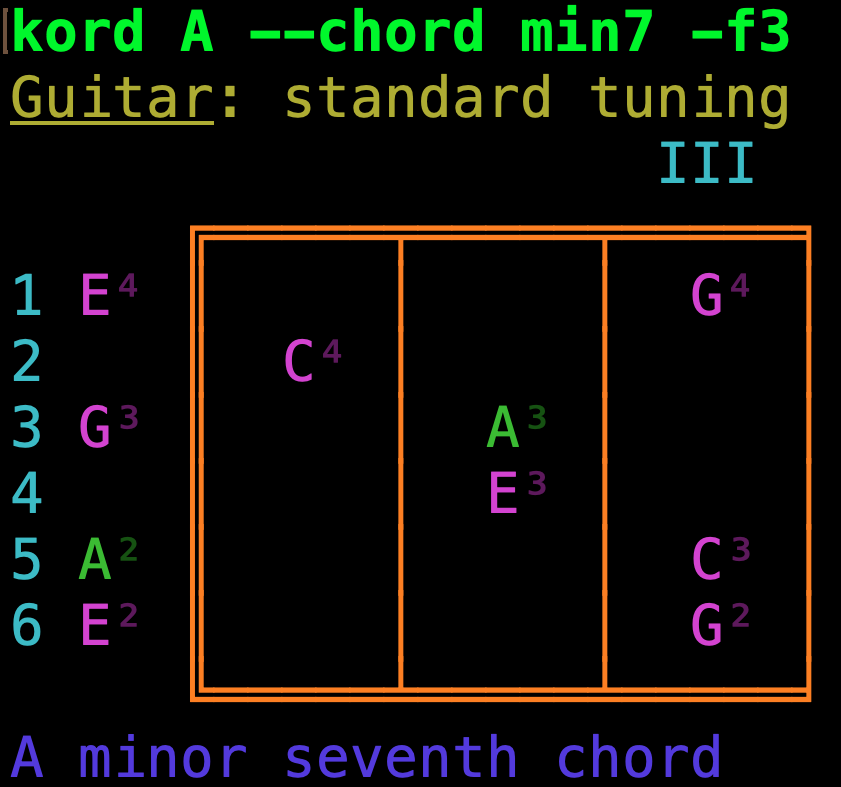 kord A --chord min7 -f3
Guitar: standard tuning
III
1 E⁴ G⁴
2 C⁴
3 G³ A³
4 E³
5 A² C³
6 E² G²
A minor seventh chord